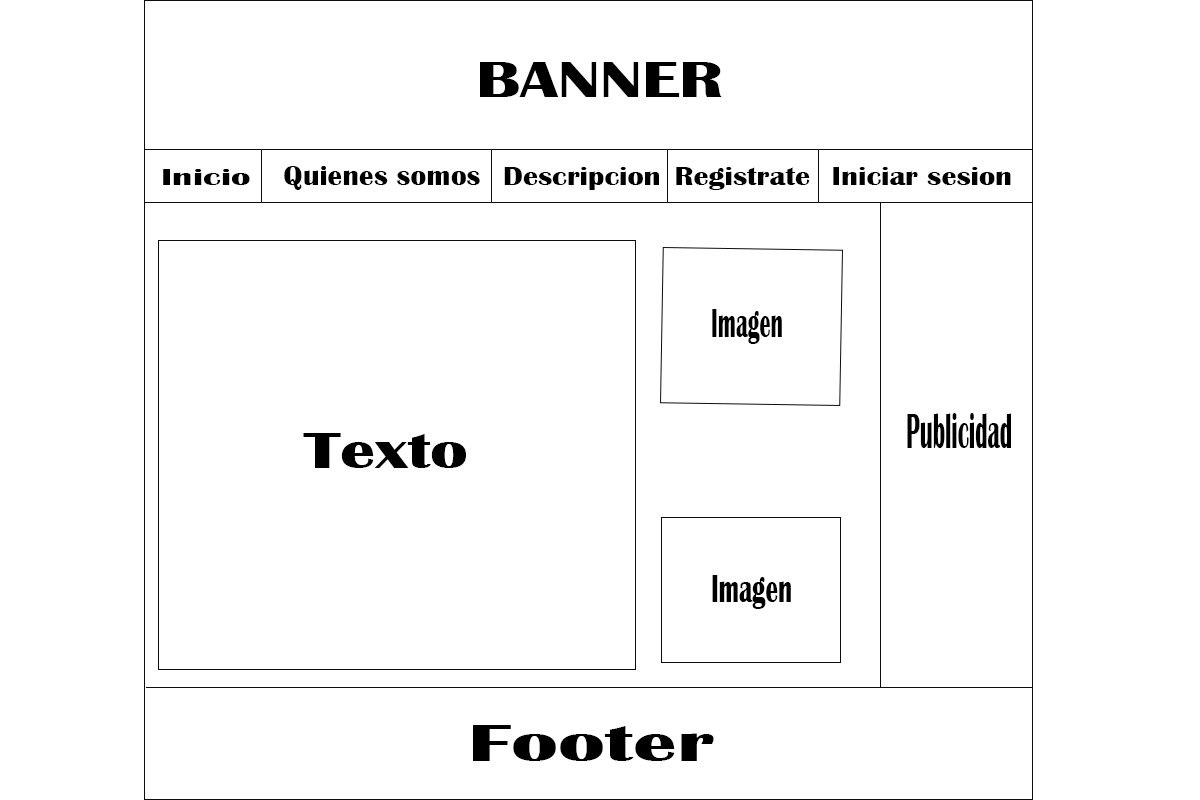 BANNER
Inicio
Quienes somos
Descripcion
Registrate
Iniciar sesion
Texto
Imagen
Imagen
Publicidad
Footer